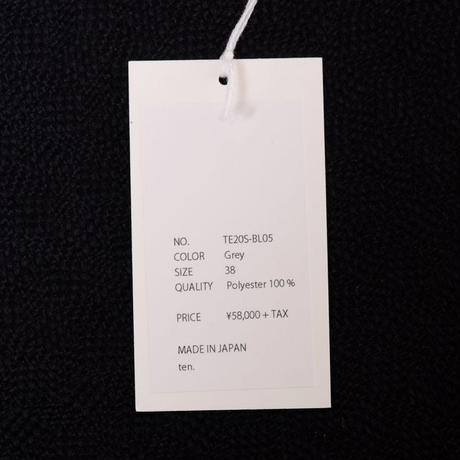 NO. TE20S-BL05
COLOR Grey
SIZE 38
QUALITY Polyester 100 %
PRICE ¥58,000 + TAX
MADE IN JAPAN
ten.